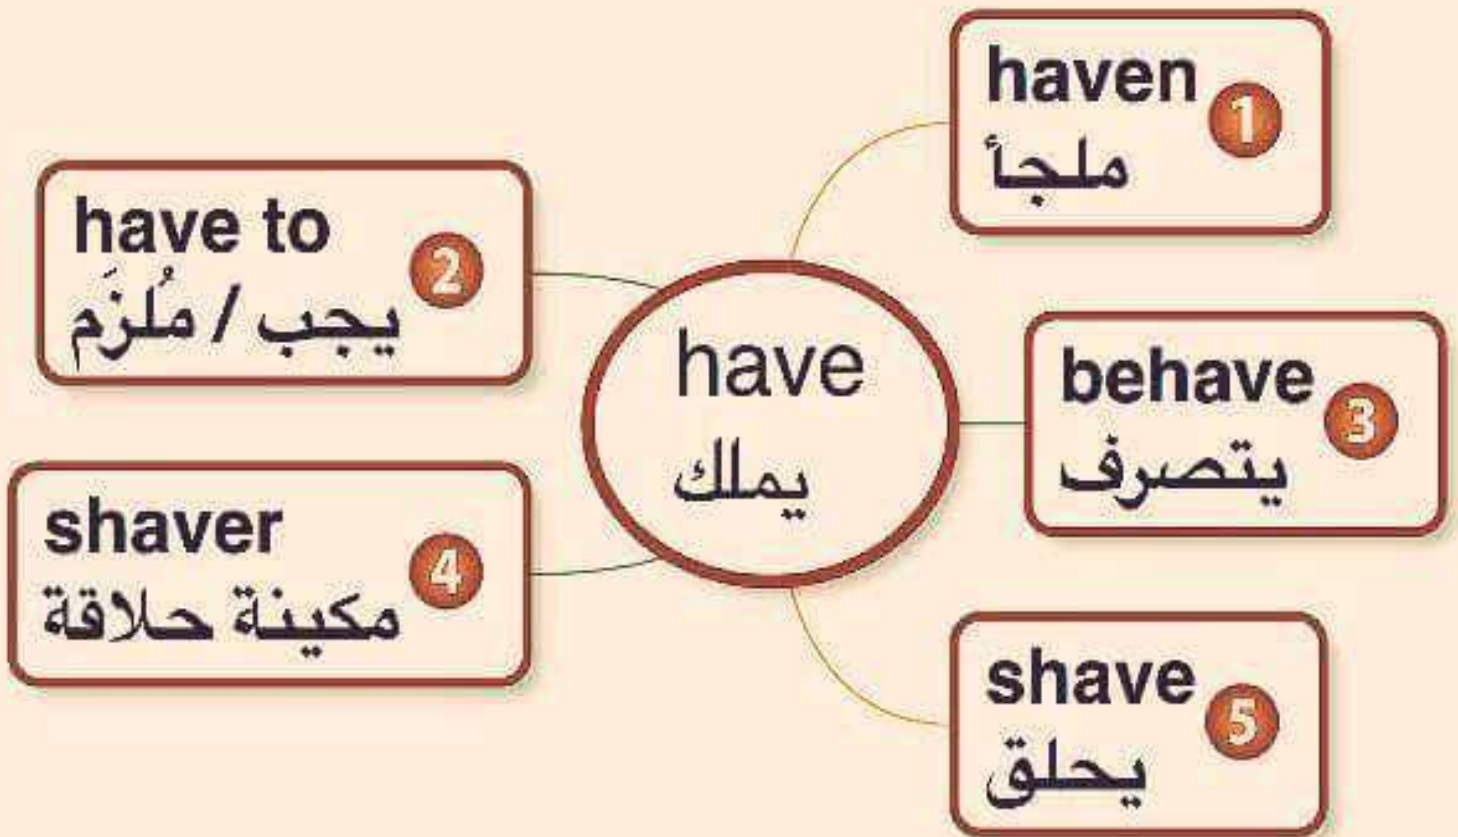 have
يملك
haven
1
ملجأ
have to
2
يجب / مُلزَم
behave
3
يتصرف
shaver
4
مكينة حلاقة
shave
5
يحلق